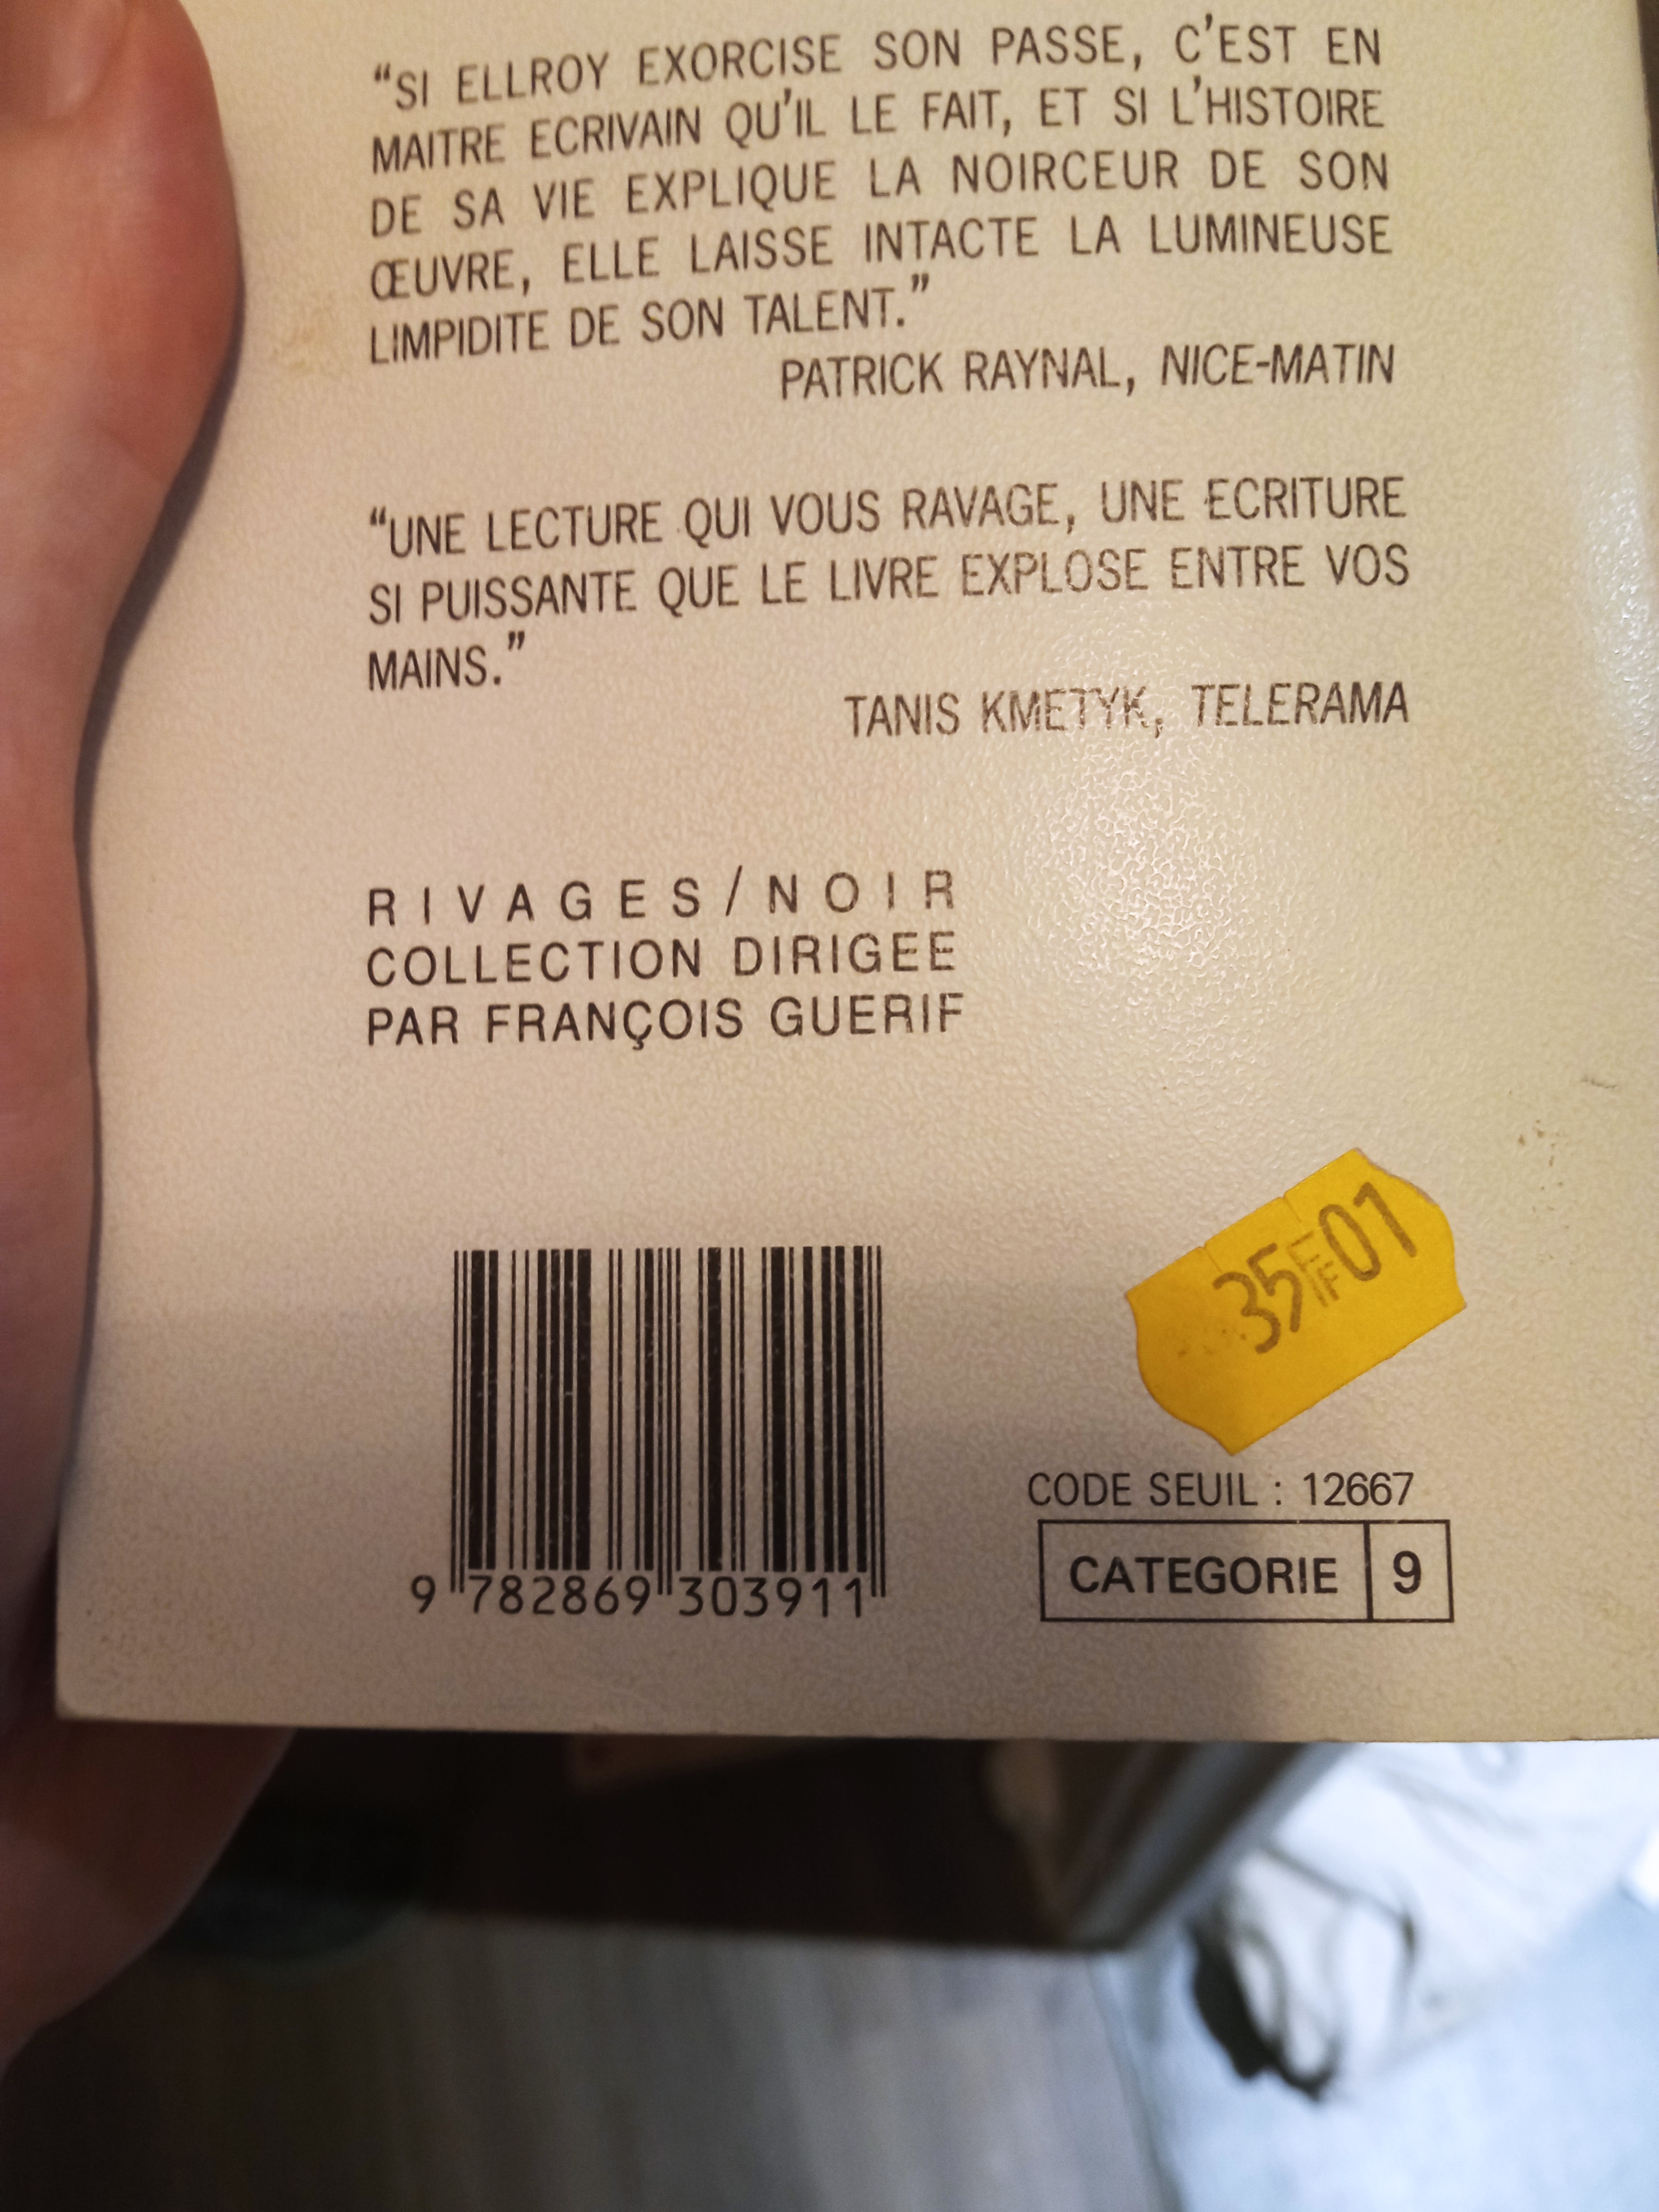 “SI ELLROY EXORCISE SON PASSE, C'EST EN
MAITRE ECRIVAIN QU'IL LE FAIT, ET SI L'HISTOIRE
DE SA VIE EXPLIQUE LA NOIRCEUR DE SON
ŒUVRE, ELLE LAISSE INTACTE LA LUMINEUSE
LIMPIDITE DE SON TALENT.”
PATRICK RAYNAL, NICE-MATIN
“UNE LECTURE QUI VOUS RAVAGE, UNE ECRITURE
SI PUISSANTE QUE LE LIVRE EXPLOSE ENTRE VOS
MAINS.”
TANIS KMETYK, TELERAMA
RIVAGES/NOIR
COLLECTION DIRIGEE
PAR FRANÇOIS GUERIF
35FF01
CODE SEUIL : 12667
CATEGORIE 9
9 782869 303911